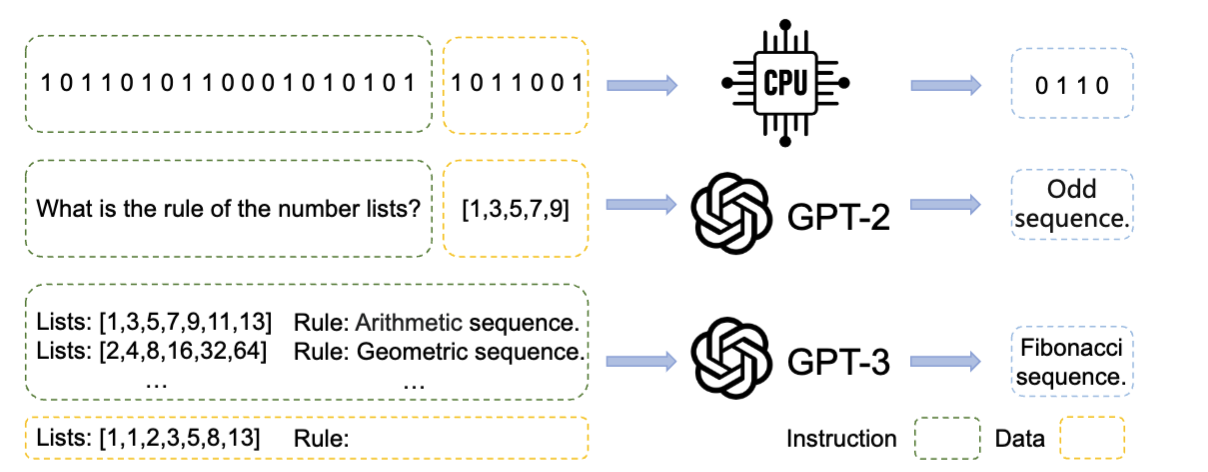 1 0 1 1 0 1 0 1 1 0 0 0 1 0 1 0 1 0 1
1 0 1 1 0 0 1
CPU
0 1 1 0
What is the rule of the number lists?
[1,3,5,7,9]
GPT-2
Odd
sequence.
Lists: [1,3,5,7,9,11,13] Rule: Arithmetic sequence.
Lists: [2,4,8,16,32,64] Rule: Geometric sequence.
... ...
GPT-3
Fibonacci
sequence.
Lists: [1,1,2,3,5,8,13] Rule:
Instruction
Data